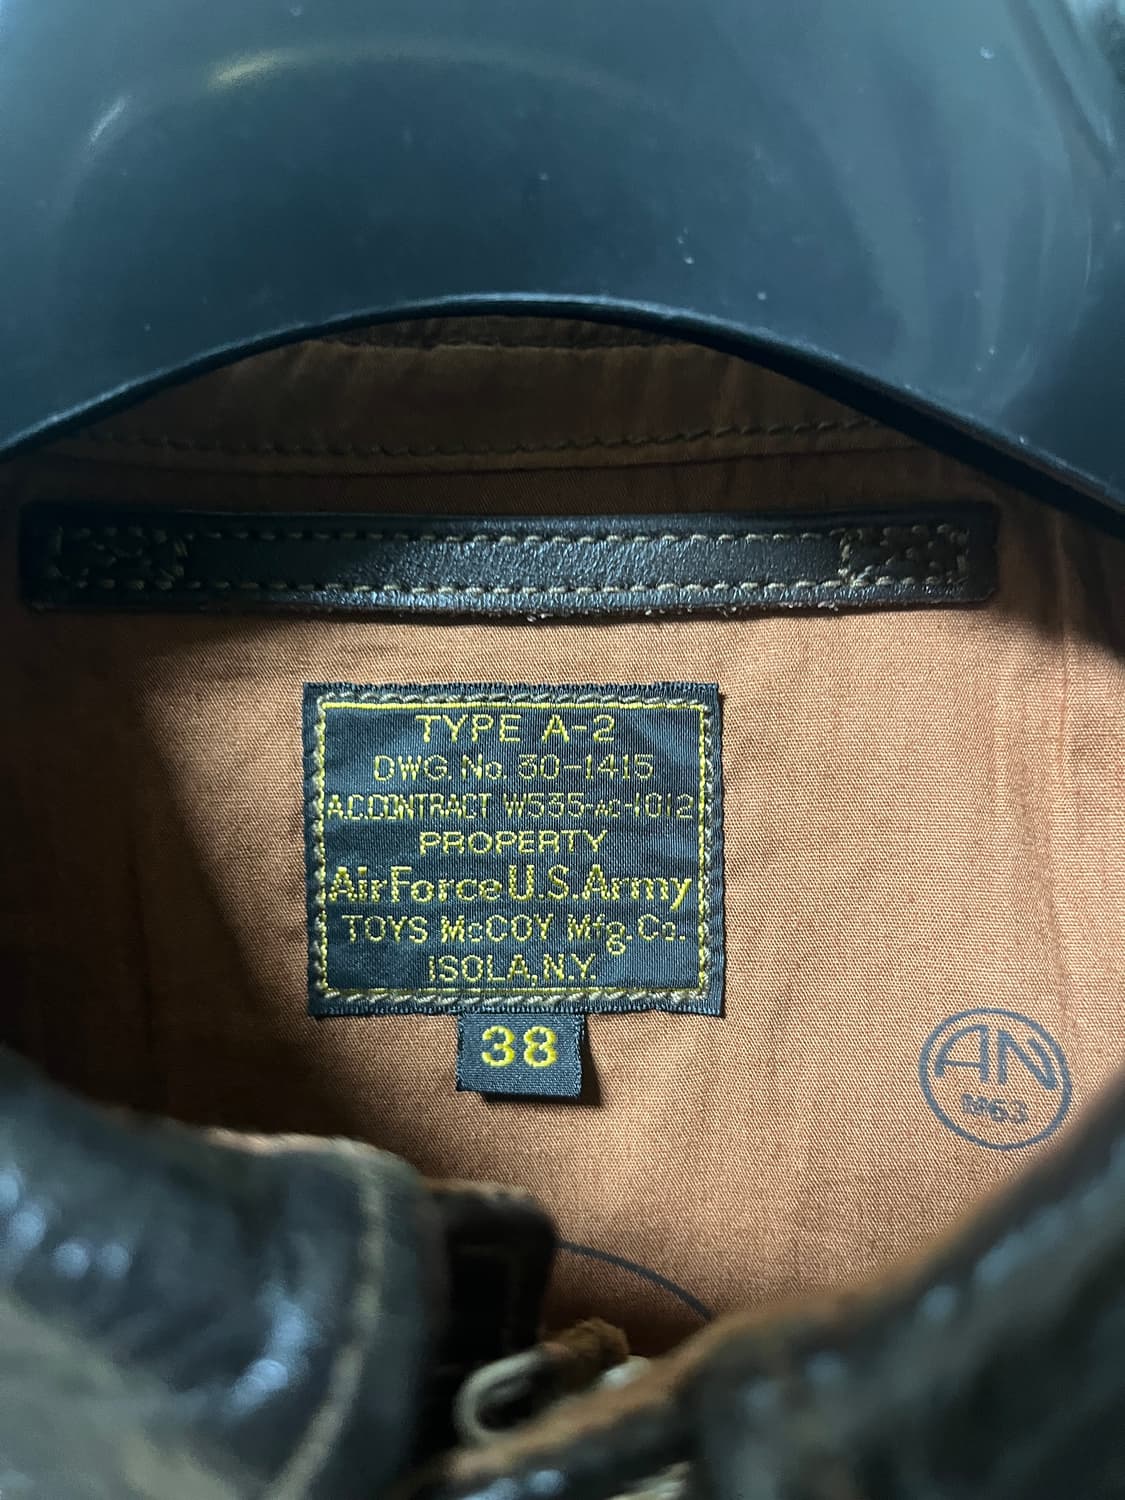 TYPE A-2
DWG. No. 30-1415
A.C.CONTRACT W535-AC-1012
PROPERTY
Air Force U.S. Army
TOYS McCOY Mfg. Co.
ISOLA, N.Y.
38
AN